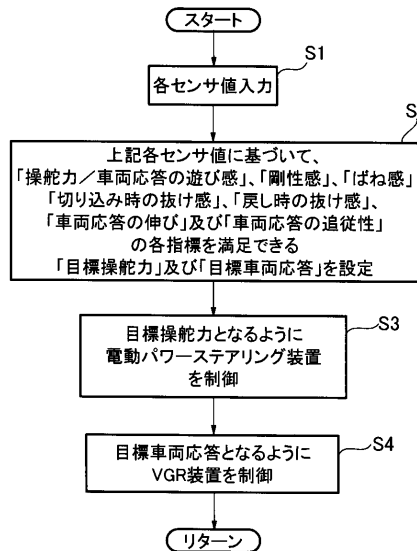 スタート
S1
各センサ値入力
S
上記各センサ値に基づいて、
「操舵力／車両応答の遊び感」、「剛性感」、「ばね感」
「切り込み時の抜け感」、「戻し時の抜け感」、
「車両応答の伸び」及び「車両応答の追従性」
の各指標を満足できる
「目標操舵力」及び「目標車両応答」を設定
S3
目標操舵力となるように
電動パワーステアリング装置
を制御
S4
目標車両応答となるように
VGR装置を制御
リターン